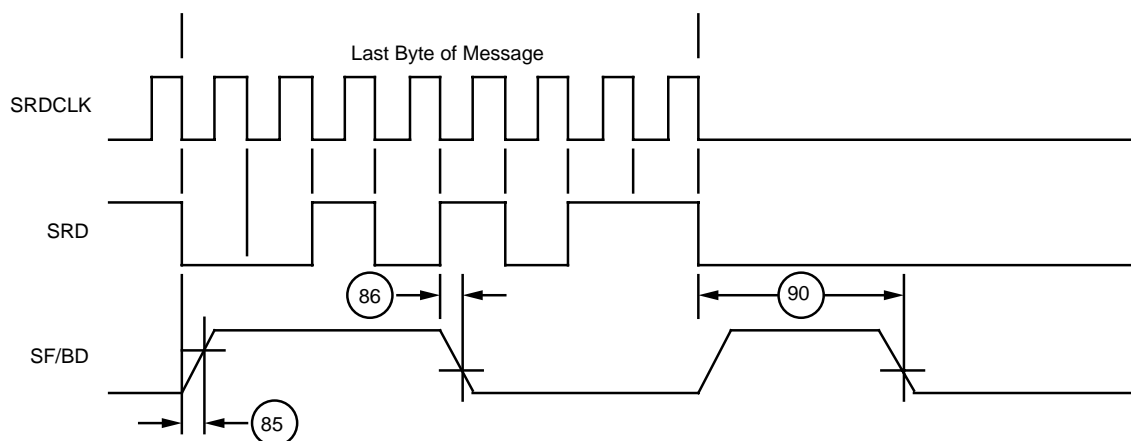 Last Byte of Message
SRDCLK
SRD
86
90
SF/BD
85